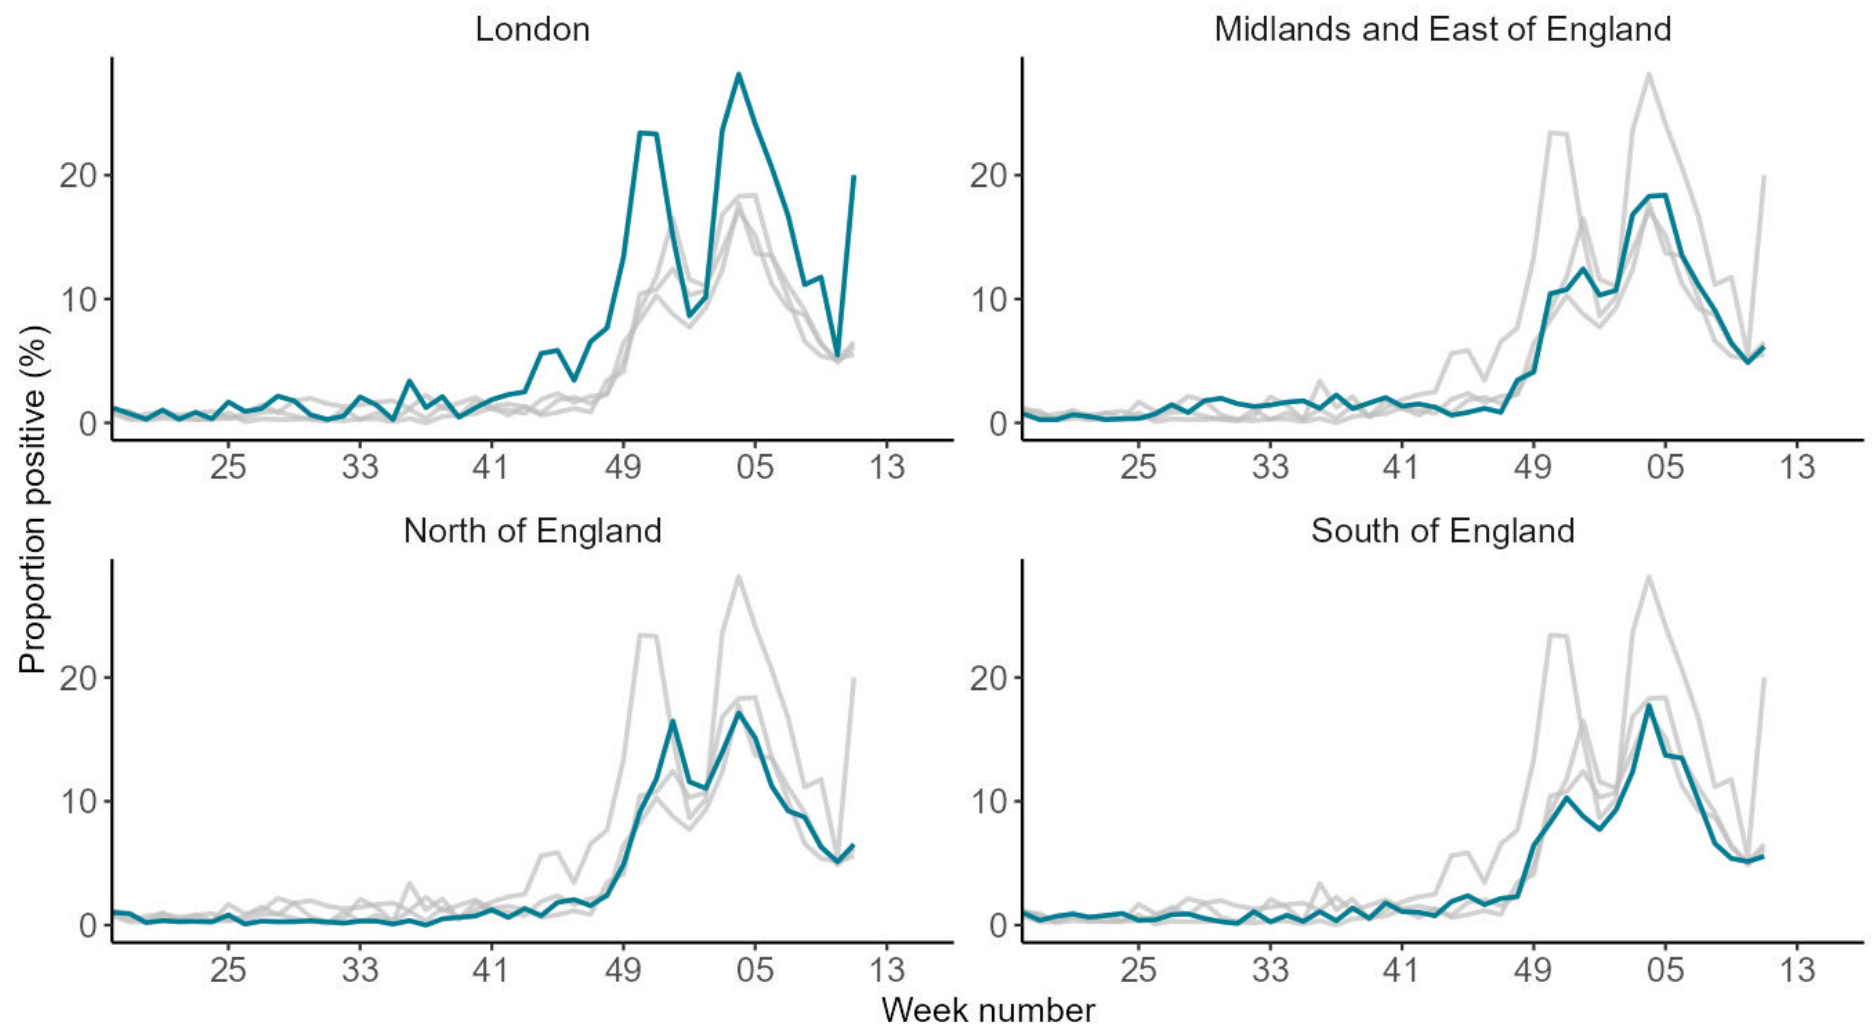 London
Midlands and East of England
20
10
0
25 33 41 49 05 13
20
10
0
25 33 41 49 05 13
Proportion positive (%)
North of England
South of England
20
10
0
25 33 41 49 05 13
20
10
0
25 33 41 49 05 13
Week number